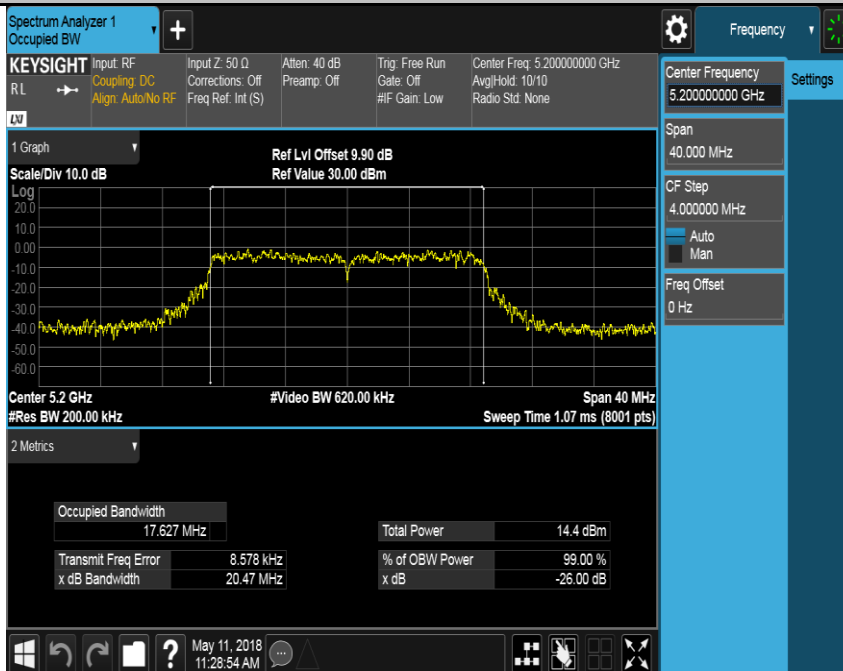 Spectrum Analyzer 1
Occupied BW
+
Frequency
KEYSIGHT
RL
LXI
Input: RF
Coupling: DC
Align: Auto/No RF
Input Z: 50 Ω
Corrections: Off
Freq Ref: Int (S)
Atten: 40 dB
Preamp: Off
Trig: Free Run
Gate: Off
#IF Gain: Low
Center Freq: 5.200000000 GHz
Avg|Hold: 10/10
Radio Std: None
Center Frequency
5.200000000 GHz
Settings
Span
40.000 MHz
CF Step
4.000000 MHz
Auto
Man
Freq Offset
0 Hz
1 Graph
Scale/Div 10.0 dB
Ref Lvl Offset 9.90 dB
Ref Value 30.00 dBm
Log
20.0
10.0
0.00
-10.0
-20.0
-30.0
-40.0
-50.0
-60.0
Center 5.2 GHz
#Video BW 620.00 kHz
Span 40 MHz
#Res BW 200.00 kHz
Sweep Time 1.07 ms (8001 pts)
2 Metrics
Occupied Bandwidth
17.627 MHz
Total Power 14.4 dBm
Transmit Freq Error 8.578 kHz
% of OBW Power 99.00 %
x dB Bandwidth 20.47 MHz
x dB -26.00 dB
?
May 11, 2018
11:28:54 AM